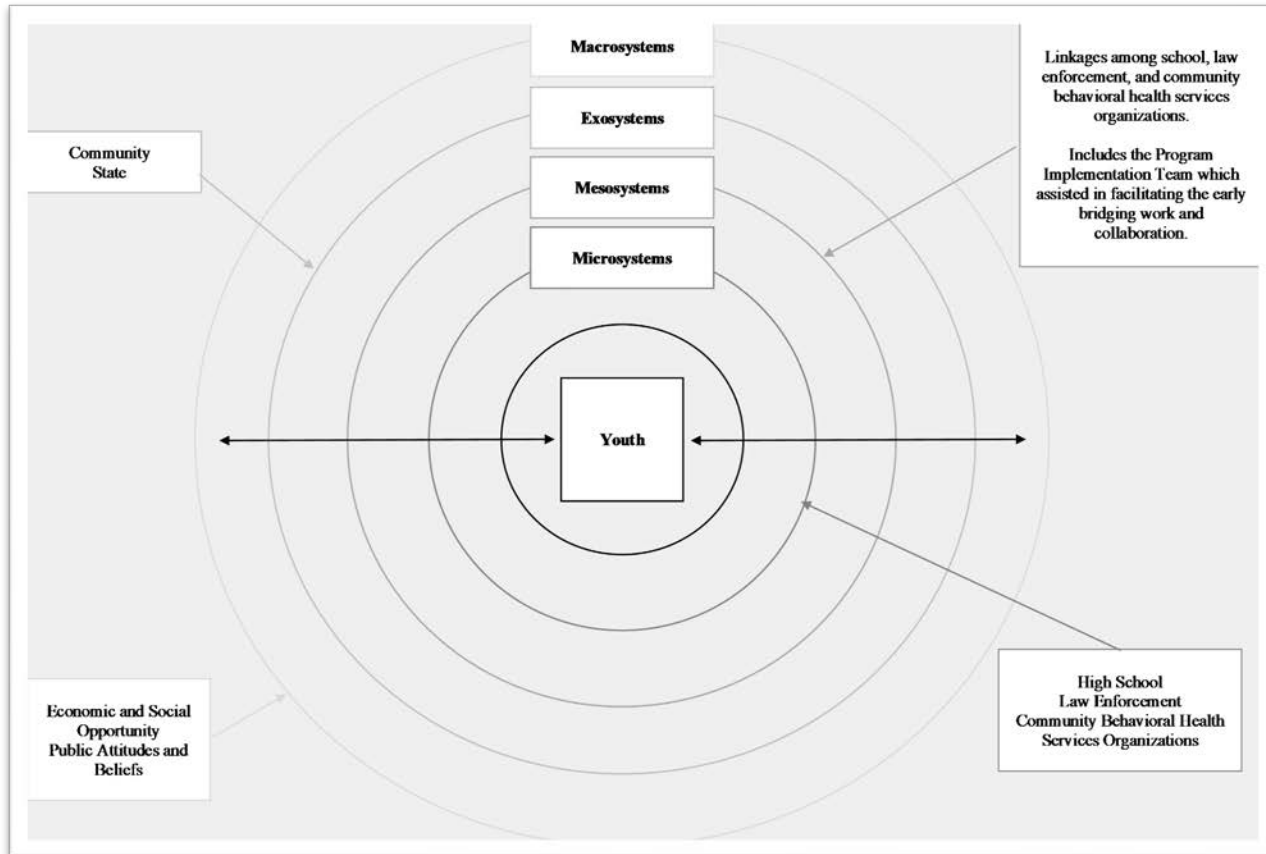 Macrosystems
Exosystems
Mesosystems
Microsystems
Youth
Community
State
Linkages among school, law
enforcement, and community
behavioral health services
organizations.
Includes the Program
Implementation Team which
assisted in facilitating the early
bridging work and
collaboration.
Economic and Social
Opportunity
Public Attitudes and
Beliefs
High School
Law Enforcement
Community Behavioral Health
Services Organizations